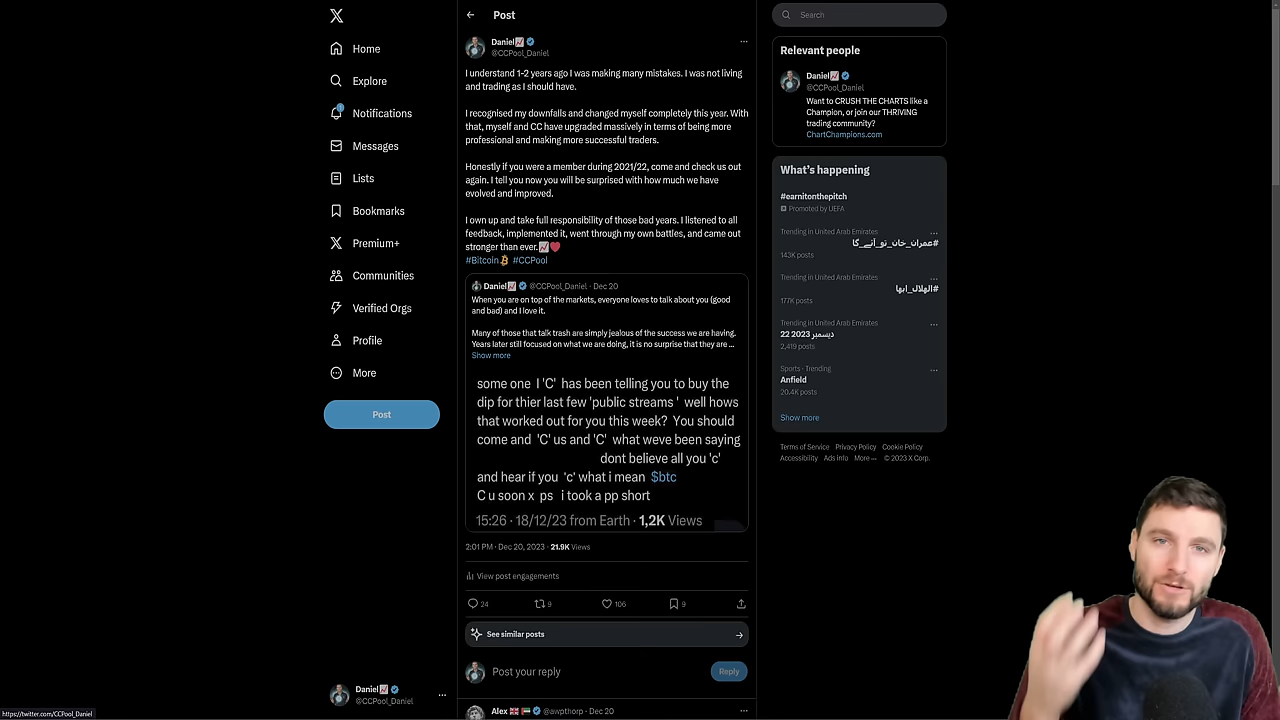 Home
Explore
1
Notifications
Messages
Lists
Bookmarks
Premium+
Communities
Verified Orgs
Profile
More
Post
Daniel📈
@CCPool_Daniel
https://twitter.com/CCPool_Daniel
Post
Daniel📈
@CCPool_Daniel
I understand 1-2 years ago I was making many mistakes. I was not living
and trading as I should have.
I recognised my downfalls and changed myself completely this year. With
that, myself and CC have upgraded massively in terms of being more
professional and making more successful traders.
Honestly if you were a member during 2021/22, come and check us out
again. I tell you now you will be surprised with how much we have
evolved and improved.
I own up and take full responsibility of those bad years. I listened to all
feedback, implemented it, went through my own battles, and came out
stronger than ever.📈❤️
#Bitcoin₿ #CCPool
Daniel📈 @CCPool_Daniel · Dec 20
When you are on top of the markets, everyone loves to talk about you (good
and bad) and I love it.
Many of those that talk trash are simply jealous of the success we are having.
Years later still focused on what we are doing, it is no surprise that they are ...
Show more
some one I 'C' has been telling you to buy the
dip for thier last few 'public streams ' well hows
that worked out for you this week? You should
come and 'C' us and 'C' what weve been saying
dont believe all you 'c'
and hear if you 'c' what i mean $btc
C u soon x ps i took a pp short
15:26 · 18/12/23 from Earth · 1,2K Views
2:01 PM · Dec 20, 2023 · 21.9K Views
View post engagements
24 9 106 9
See similar posts
Post your reply
Reply
Alex 🇬🇧 🇦🇪 @awpthorp · Dec 20
Search
Relevant people
Daniel📈
@CCPool_Daniel
Want to CRUSH THE CHARTS like a
Champion, or join our THRIVING
trading community?
ChartChampions.com
What's happening
#earnitonthepitch
Promoted by UEFA
Trending in United Arab Emirates
#عمران_خان_تو_آئے_گا
143K posts
Trending in United Arab Emirates
#الهلال_ابها
177K posts
Trending in United Arab Emirates
22 ديسمبر 2023
2,419 posts
Sports · Trending
Anfield
20.4K posts
Show more
Terms of Service Privacy Policy Cookie Policy
Accessibility Ads info More ··· © 2023 X Corp.